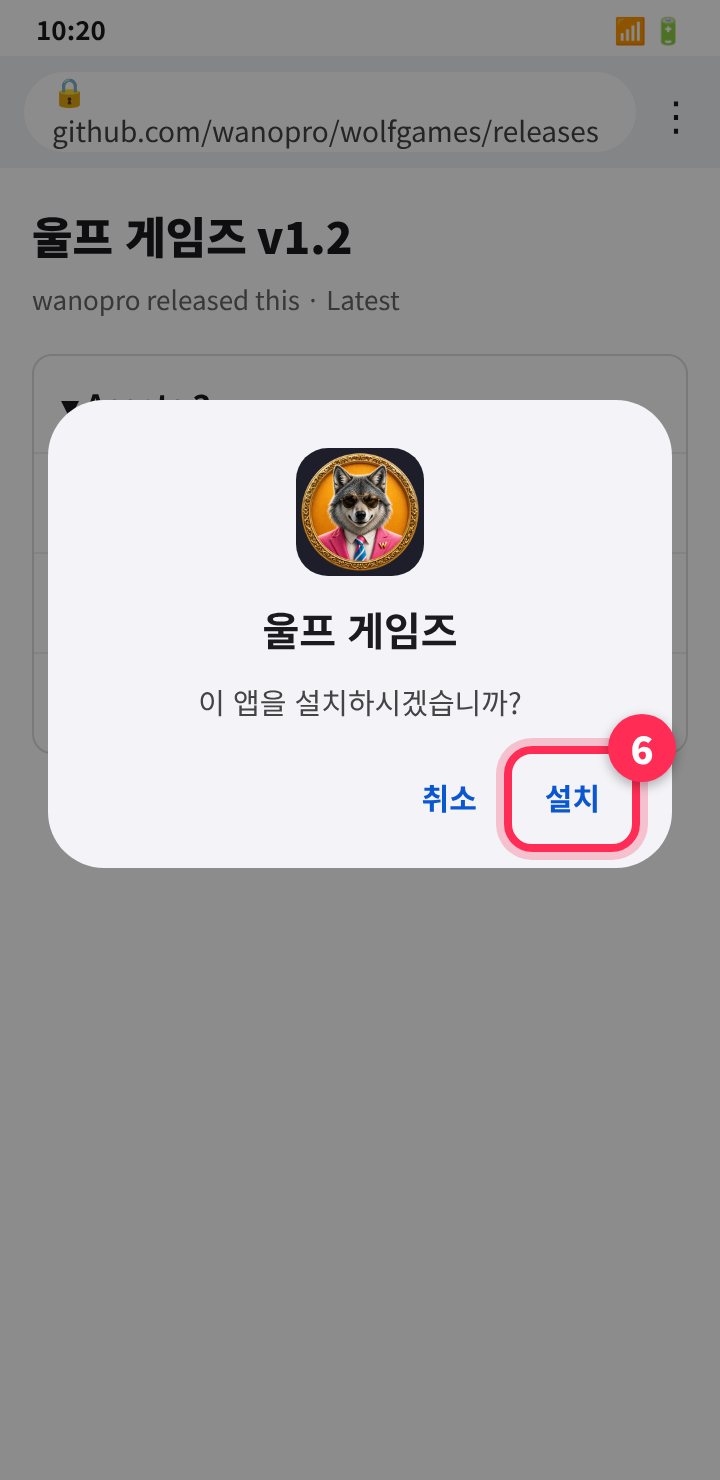 10:20
github.com/wanopro/wolfgames/releases
울프 게임즈 v1.2
wanopro released this · Latest
울프 게임즈
이 앱을 설치하시겠습니까?
6
취소 설치